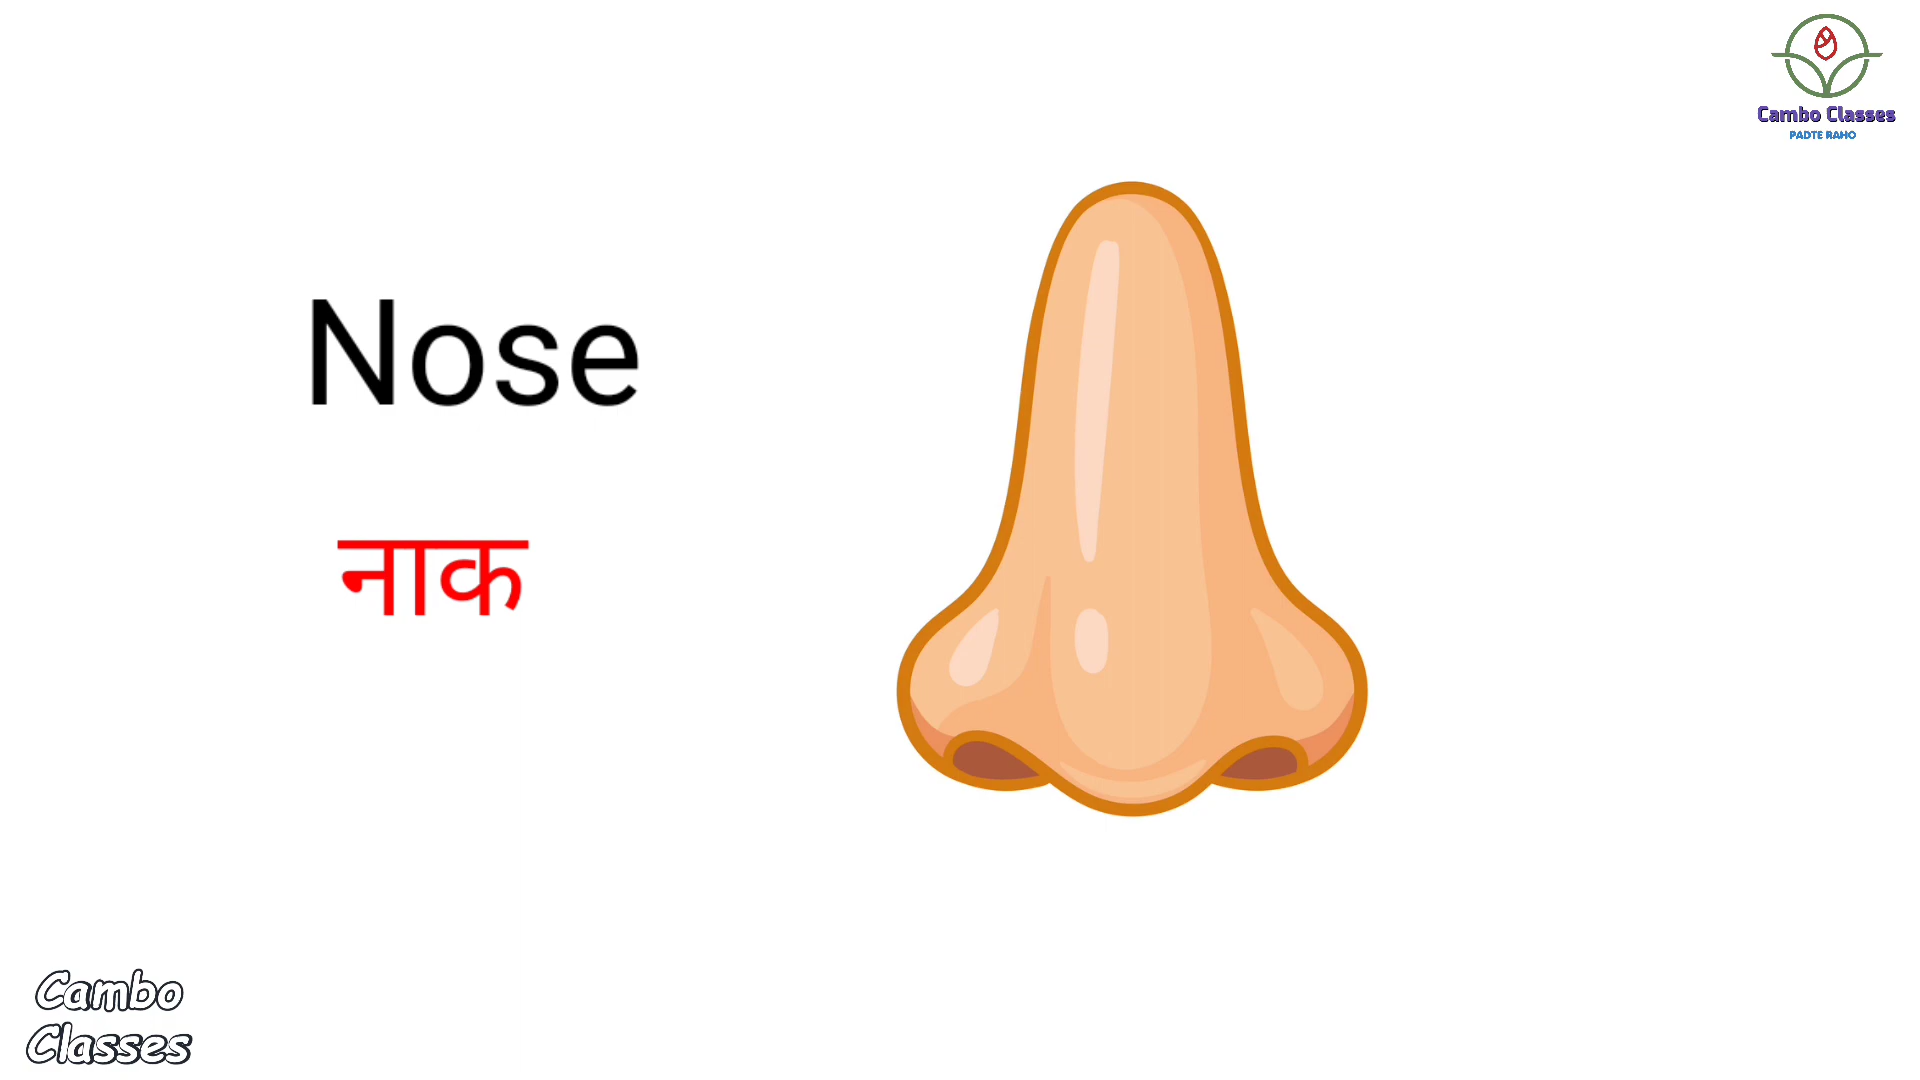 Cambo Classes
PADTE RAHO
Nose
नाक
Cambo
Classes